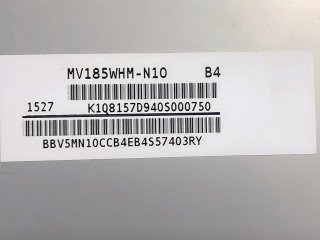 MV185WHM-N10 B4
1527 K1Q8157D940S000750
BBV5MN10CCB4EB4S57403RY